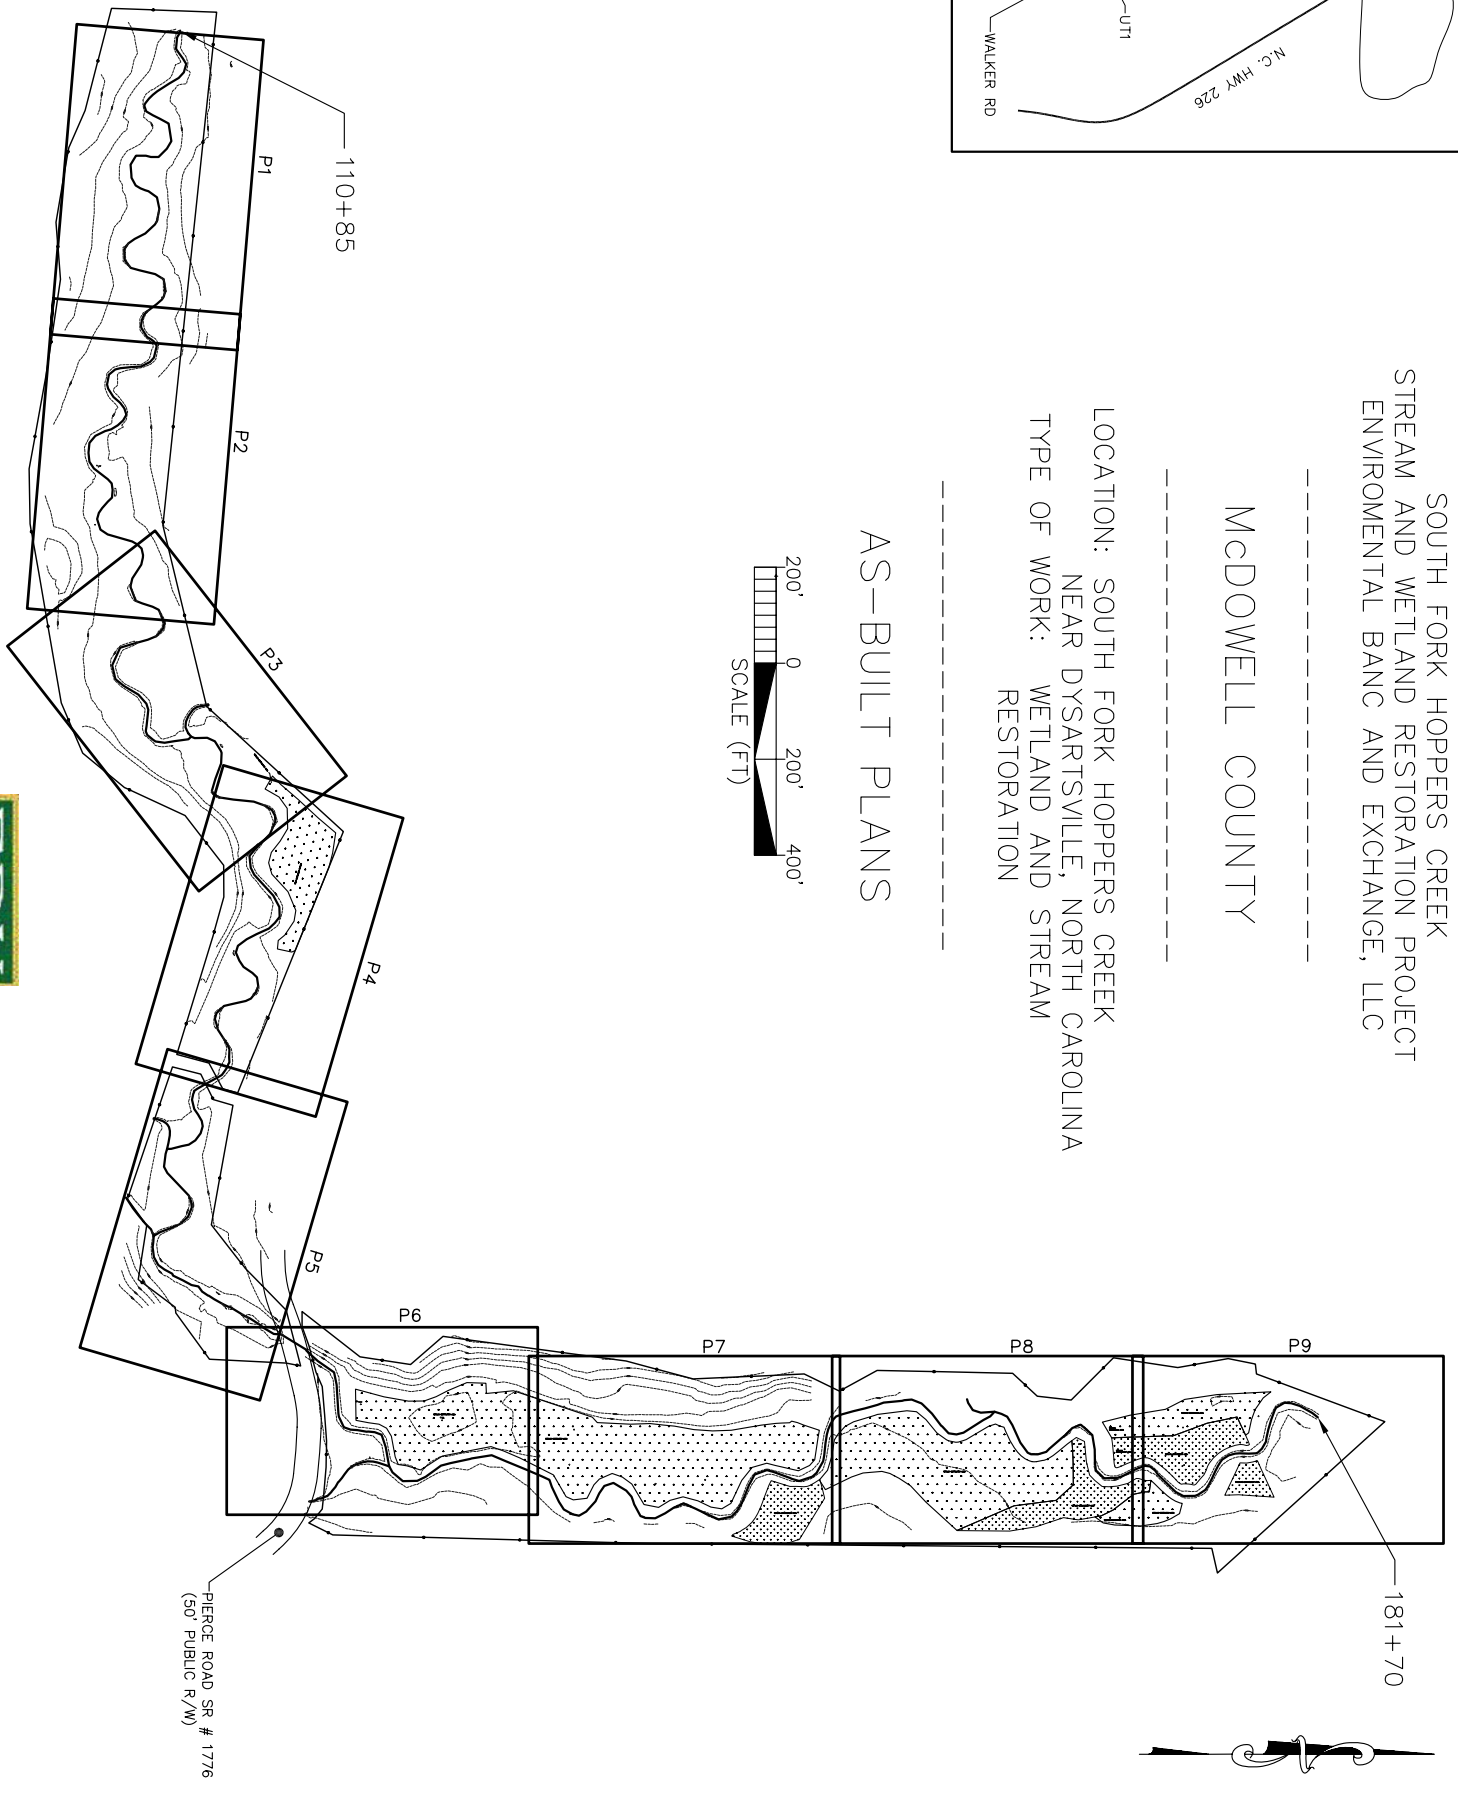 SOUTH FORK HOPPERS CREEK
STREAM AND WETLAND RESTORATION PROJECT
ENVIROMENTAL BANC AND EXCHANGE, LLC
McDOWELL COUNTY
LOCATION: SOUTH FORK HOPPERS CREEK
NEAR DYSARTSVILLE, NORTH CAROLINA
TYPE OF WORK: WETLAND AND STREAM
RESTORATION
AS-BUILT PLANS
200' 0 200' 400'
SCALE (FT)
UT1
WALKER RD
N.C. HWY 226
110+85
P1
P2
P3
P4
P5
P6
P7
P8
P9
181+70
PIERCE ROAD SR # 1776
(50' PUBLIC R/W)